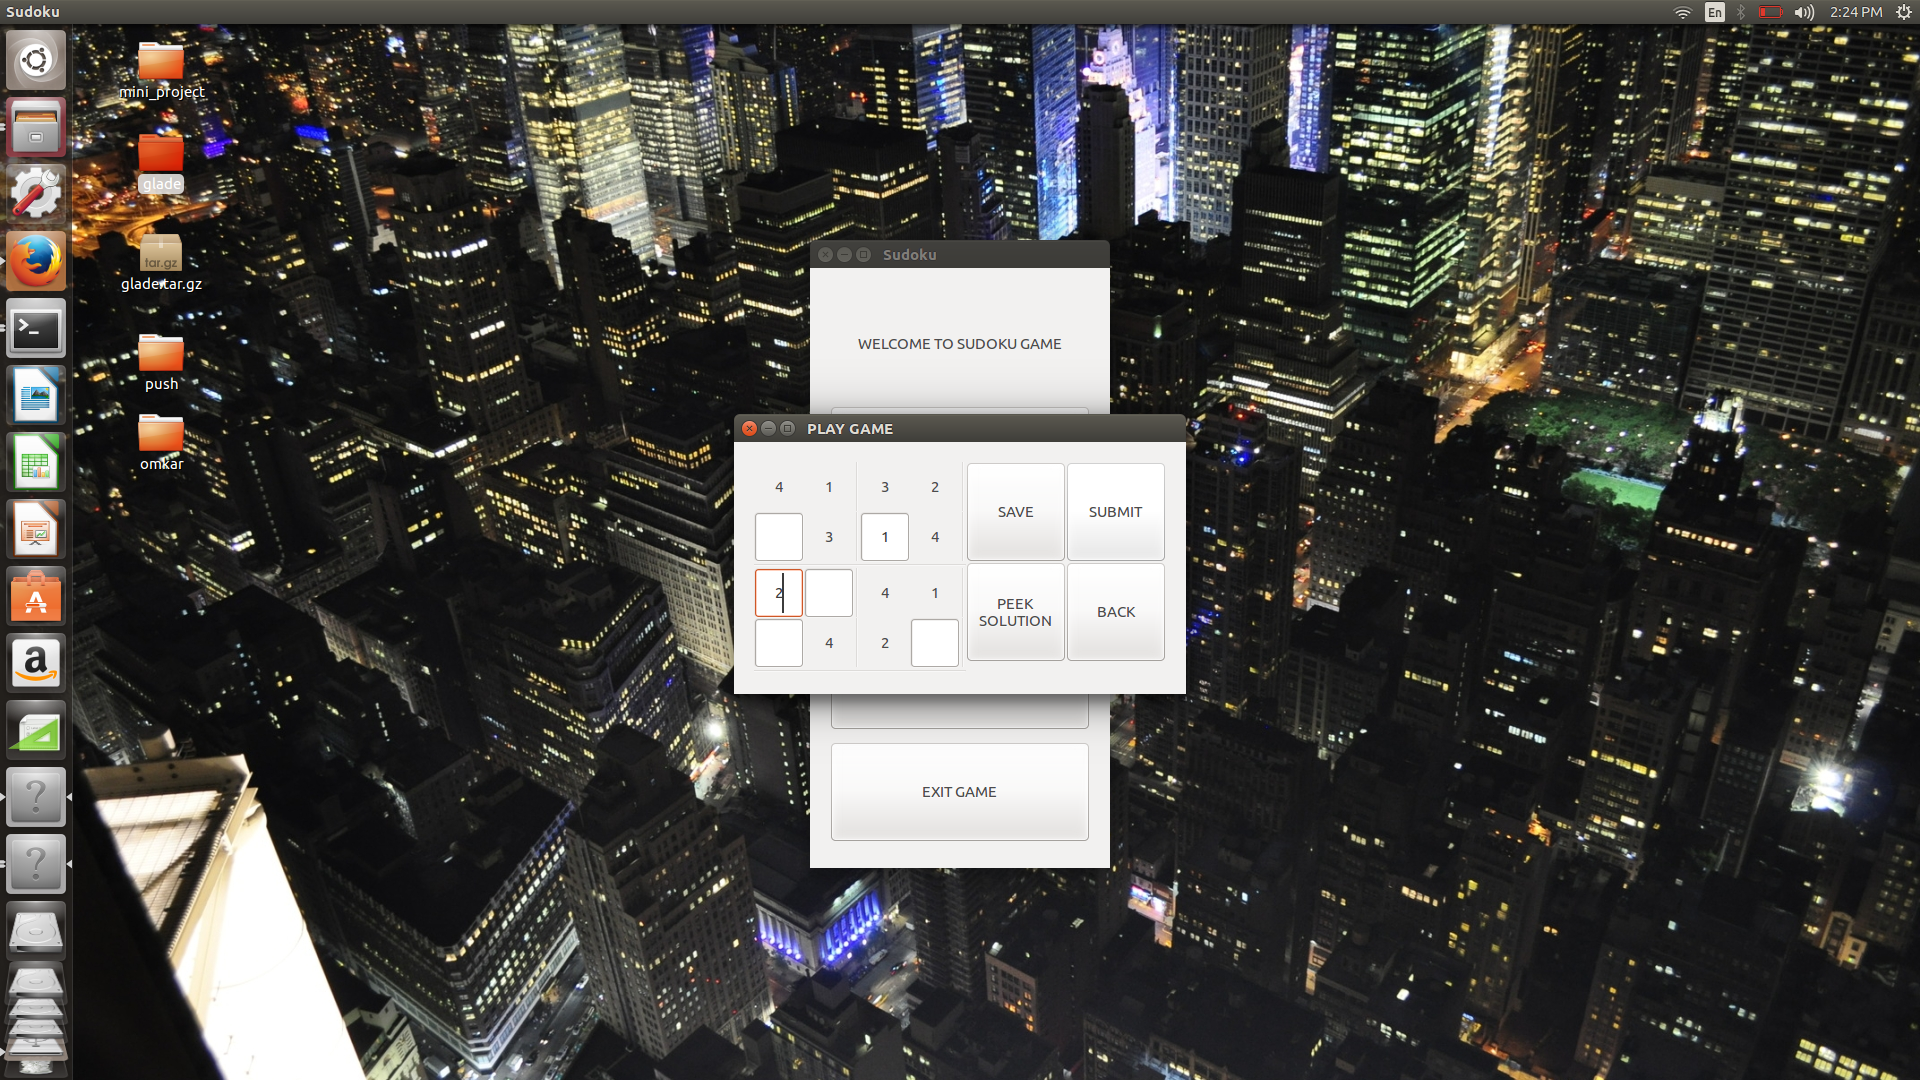 Sudoku
En
2:24 PM
mini_project
glade
tar.gz
glade.tar.gz
push
omkar
Sudoku
WELCOME TO SUDOKU GAME
PLAY GAME
4 1 3 2
3 1 4
2 4 1
4 2
SAVE
SUBMIT
PEEK
SOLUTION
BACK
EXIT GAME